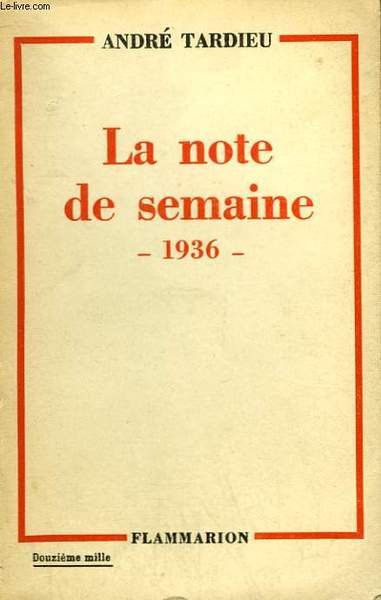 Le-livre.com
ANDRÉ TARDIEU
La note
de semaine
- 1936 -
FLAMMARION
Douzième mille